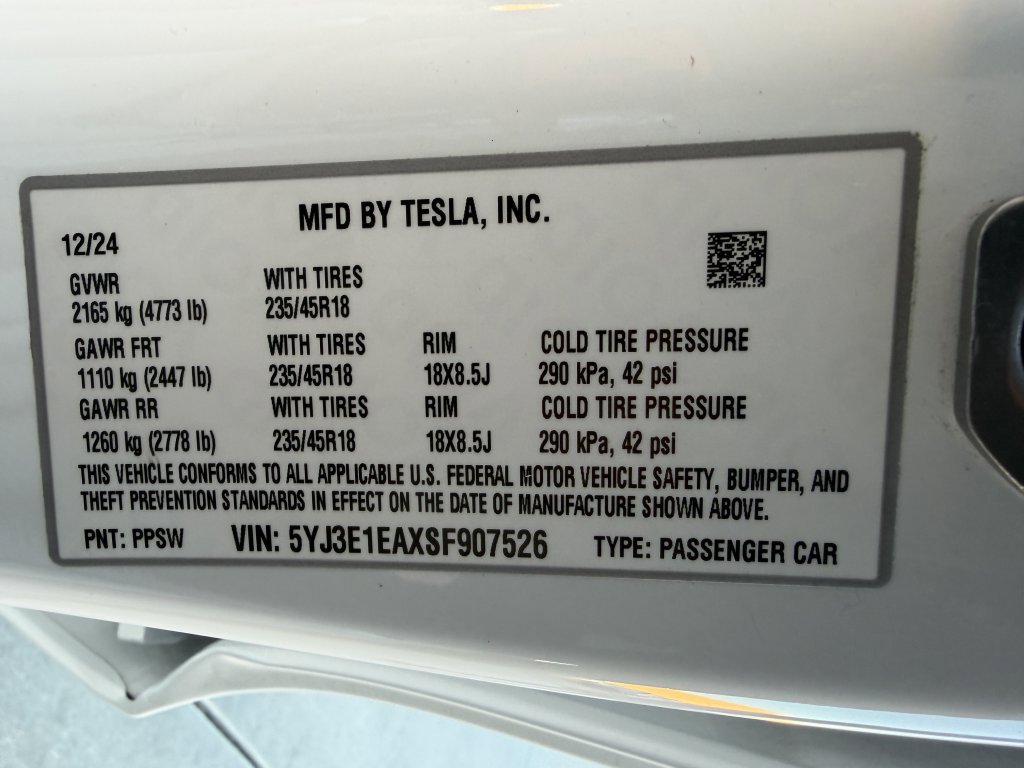 MFD BY TESLA, INC.
12/24
GVWR WITH TIRES
2165 kg (4773 lb) 235/45R18
GAWR FRT WITH TIRES RIM COLD TIRE PRESSURE
1110 kg (2447 lb) 235/45R18 18X8.5J 290 kPa, 42 psi
GAWR RR WITH TIRES RIM COLD TIRE PRESSURE
1260 kg (2778 lb) 235/45R18 18X8.5J 290 kPa, 42 psi
THIS VEHICLE CONFORMS TO ALL APPLICABLE U.S. FEDERAL MOTOR VEHICLE SAFETY, BUMPER, AND
THEFT PREVENTION STANDARDS IN EFFECT ON THE DATE OF MANUFACTURE SHOWN ABOVE.
PNT: PPSW VIN: 5YJ3E1EAXSF907526 TYPE: PASSENGER CAR